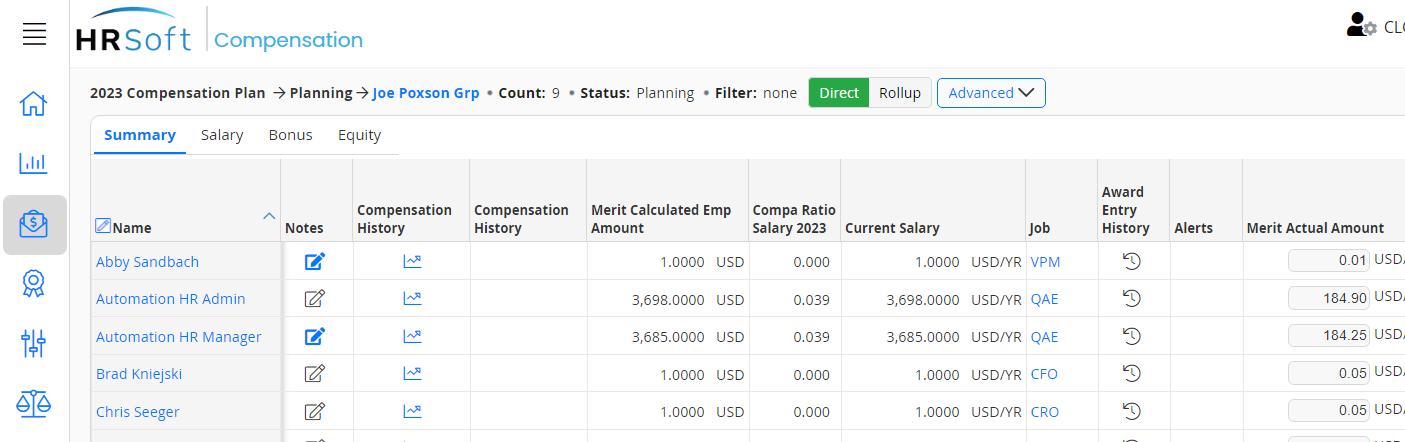 HRSoft Compensation
CLO
2023 Compensation Plan → Planning → Joe Poxson Grp • Count: 9 • Status: Planning • Filter: none Direct Rollup Advanced
Summary Salary Bonus Equity
Name Notes Compensation History Compensation History Merit Calculated Emp Amount Compa Ratio Salary 2023 Current Salary Job Award Entry History Alerts Merit Actual Amount
Abby Sandbach 1.0000 USD 0.000 1.0000 USD/YR VPM 0.01 USD/
Automation HR Admin 3,698.0000 USD 0.039 3,698.0000 USD/YR QAE 184.90 USD/
Automation HR Manager 3,685.0000 USD 0.039 3,685.0000 USD/YR QAE 184.25 USD/
Brad Kniejski 1.0000 USD 0.000 1.0000 USD/YR CFO 0.05 USD/
Chris Seeger 1.0000 USD 0.000 1.0000 USD/YR CRO 0.05 USD/